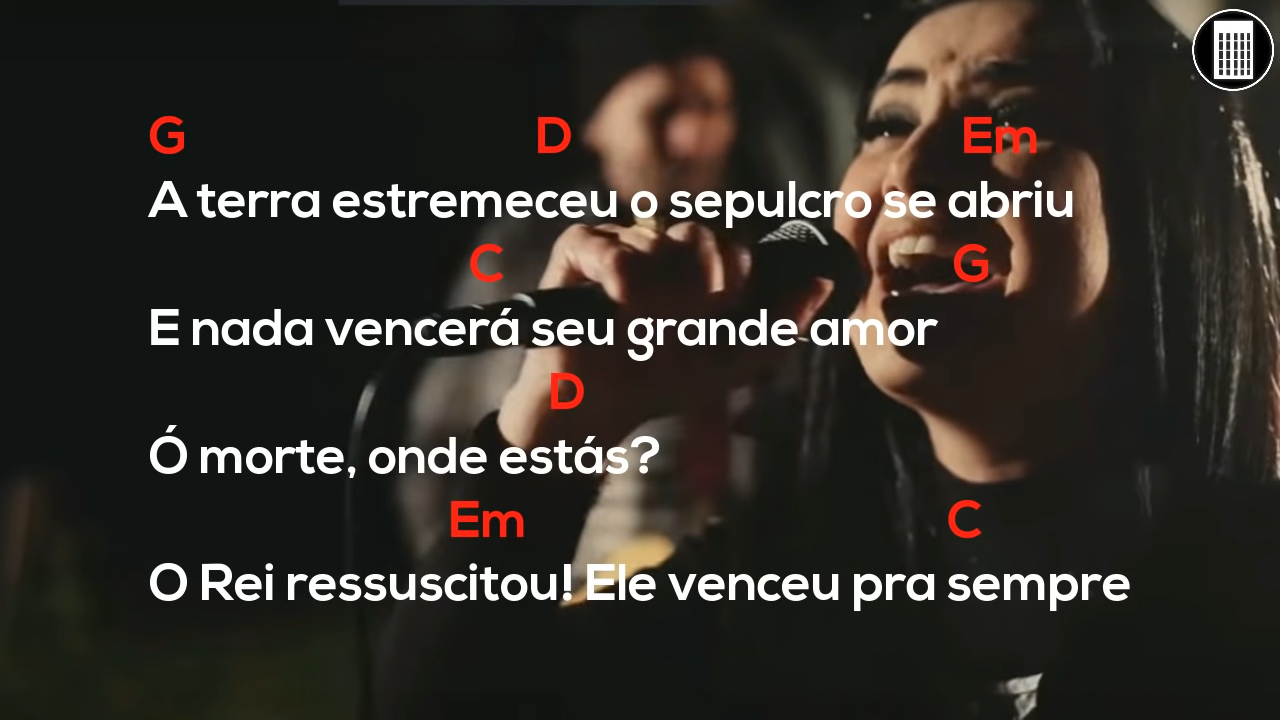 G D Em
A terra estremeceu o sepulcro se abriu
C G
E nada vencerá seu grande amor
D
Ó morte, onde estás?
Em C
O Rei ressuscitou! Ele venceu pra sempre